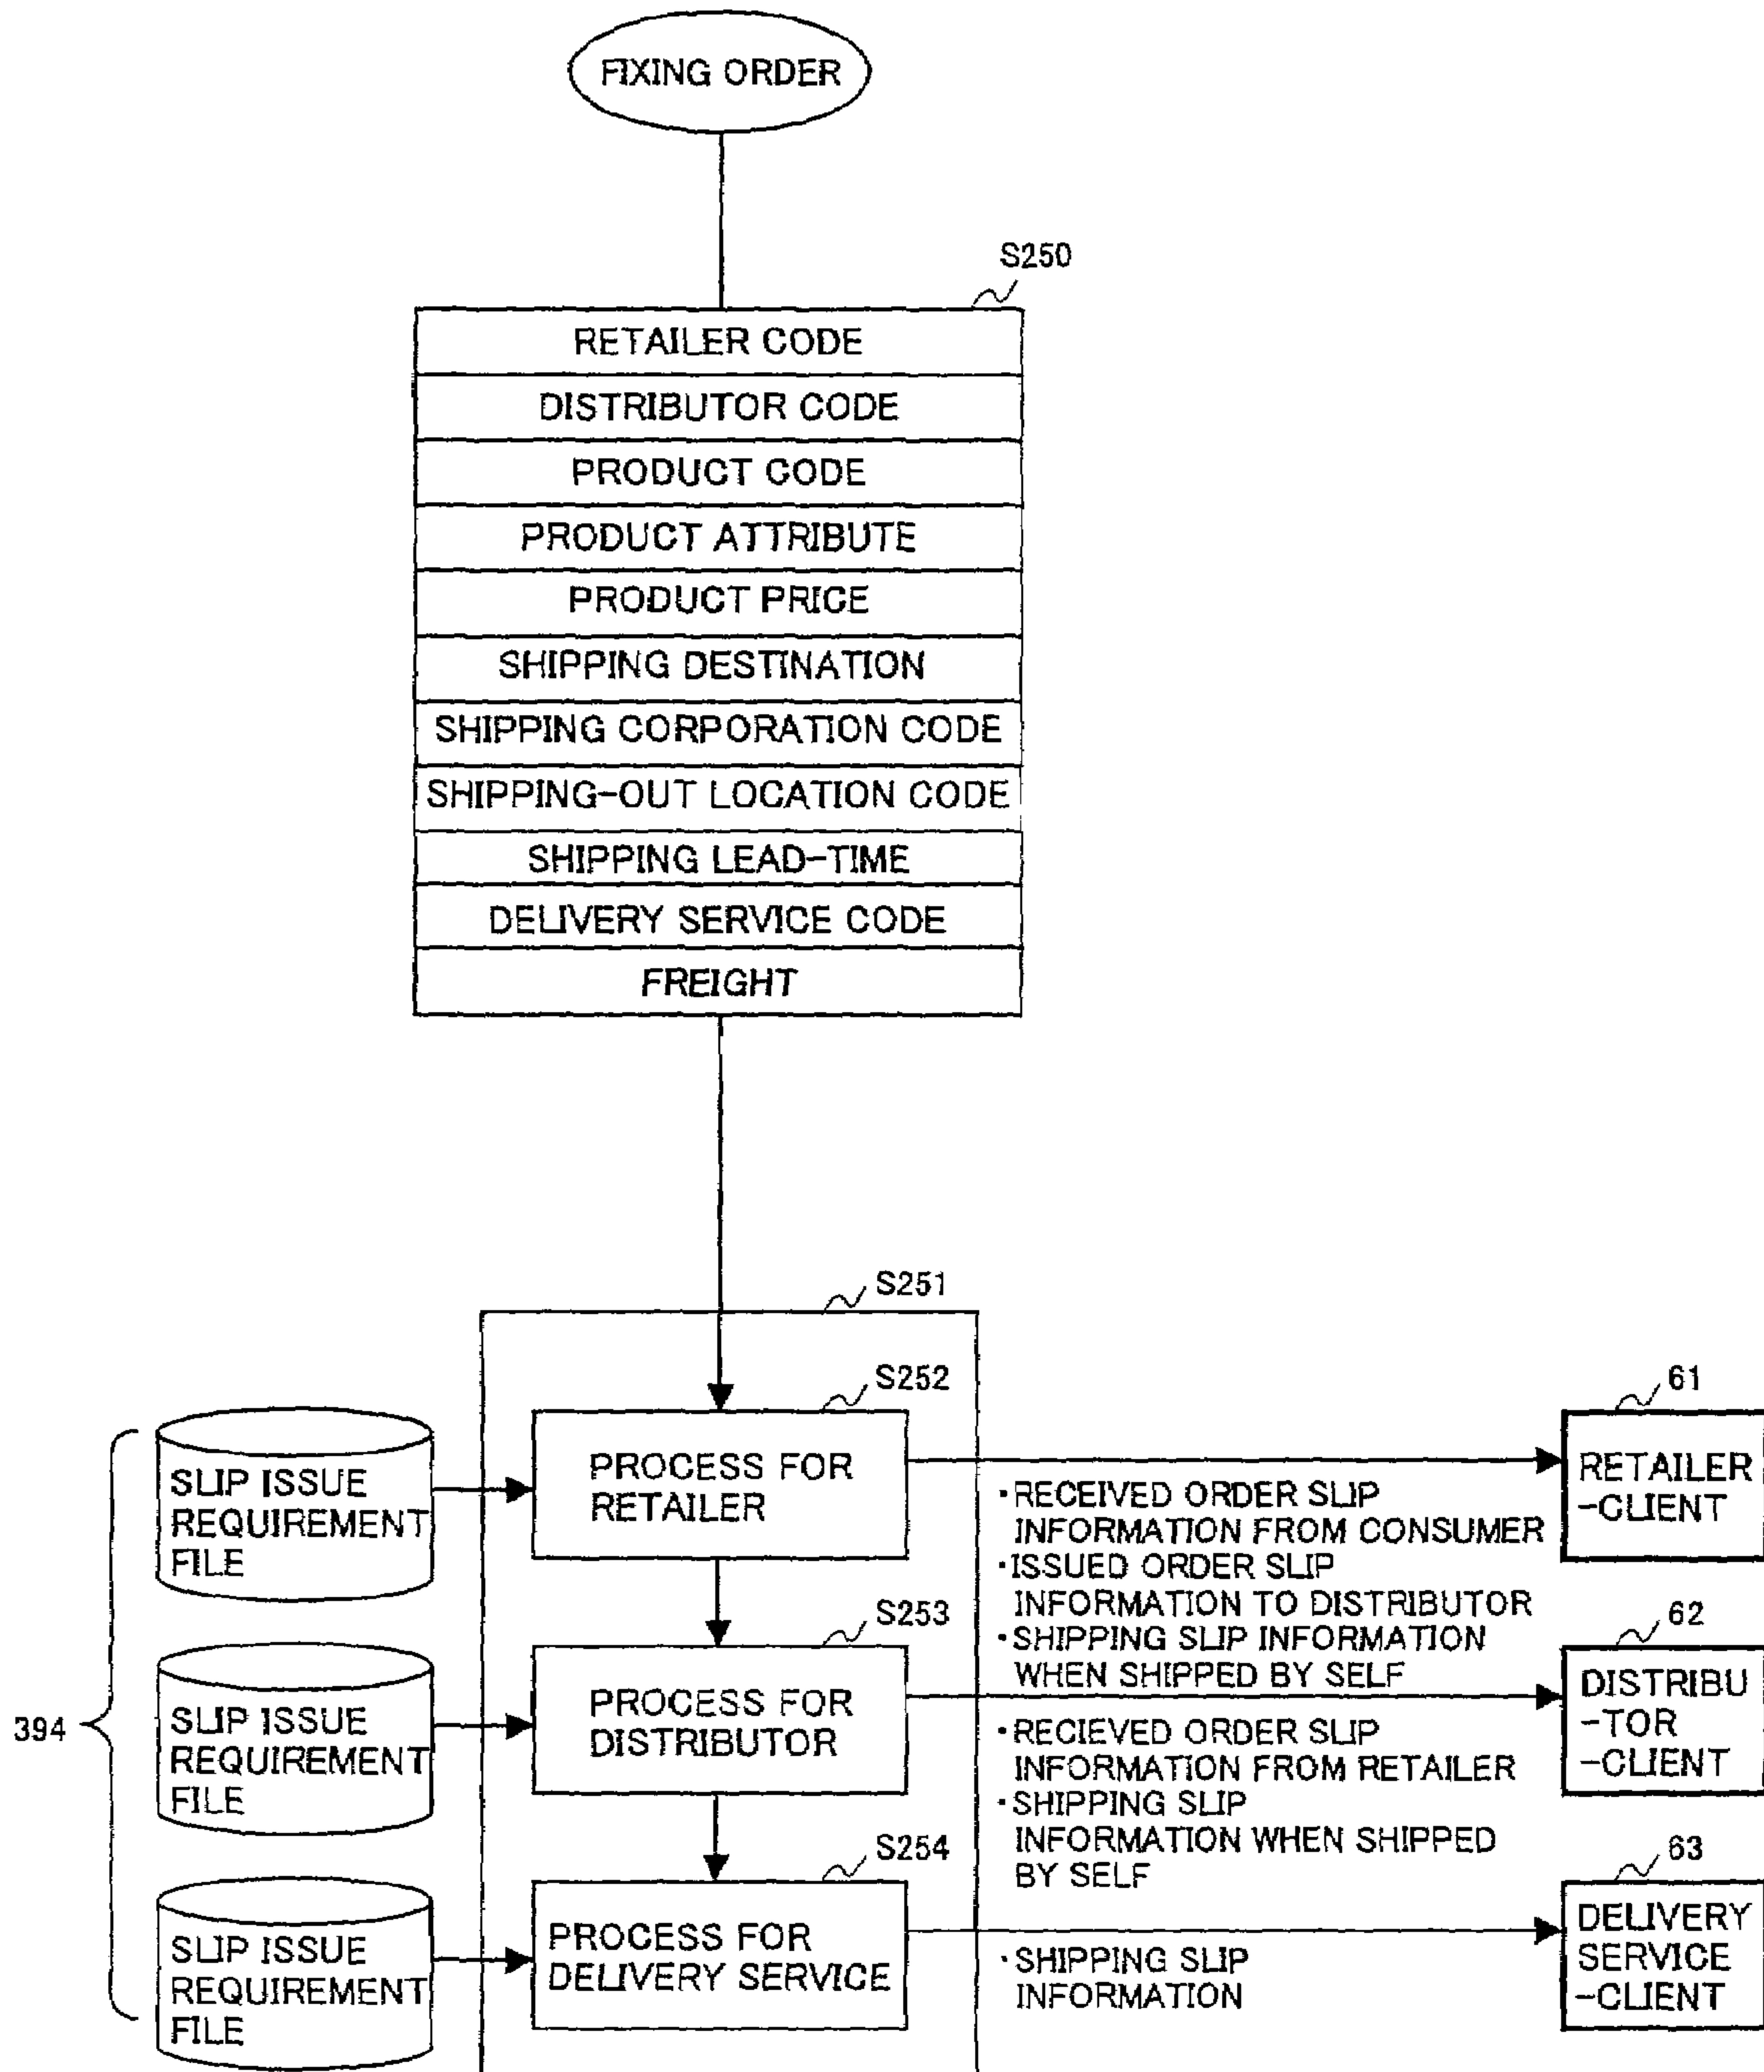 FIXING ORDER
S250
RETAILER CODE
DISTRIBUTOR CODE
PRODUCT CODE
PRODUCT ATTRIBUTE
PRODUCT PRICE
SHIPPING DESTINATION
SHIPPING CORPORATION CODE
SHIPPING-OUT LOCATION CODE
SHIPPING LEAD-TIME
DELIVERY SERVICE CODE
FREIGHT
S251
394
SLIP ISSUE
REQUIREMENT
FILE
S252
PROCESS FOR
RETAILER
・RECEIVED ORDER SLIP
INFORMATION FROM CONSUMER
・ISSUED ORDER SLIP
INFORMATION TO DISTRIBUTOR
・SHIPPING SLIP INFORMATION
WHEN SHIPPED BY SELF
61
RETAILER
-CLIENT
SLIP ISSUE
REQUIREMENT
FILE
S253
PROCESS FOR
DISTRIBUTOR
・RECIEVED ORDER SLIP
INFORMATION FROM RETAILER
・SHIPPING SLIP
INFORMATION WHEN SHIPPED
BY SELF
62
DISTRIBU
-TOR
-CLIENT
SLIP ISSUE
REQUIREMENT
FILE
S254
PROCESS FOR
DELIVERY SERVICE
・SHIPPING SLIP
INFORMATION
63
DELIVERY
SERVICE
-CLIENT